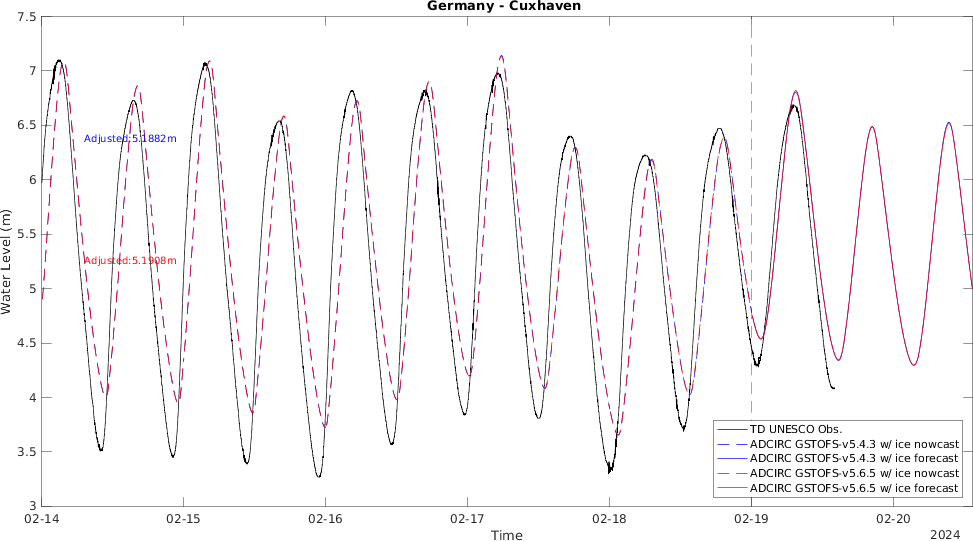 Germany - Cuxhaven
7.5
7
6.5
6
5.5
5
4.5
4
3.5
3
Water Level (m)
Adjusted:5.1882m
Adjusted:5.1908m
TD UNESCO Obs.
ADCIRC GSTOFS-v5.4.3 w/ ice nowcast
ADCIRC GSTOFS-v5.4.3 w/ ice forecast
ADCIRC GSTOFS-v5.6.5 w/ ice nowcast
ADCIRC GSTOFS-v5.6.5 w/ ice forecast
02-14 02-15 02-16 02-17 02-18 02-19 02-20
Time
2024